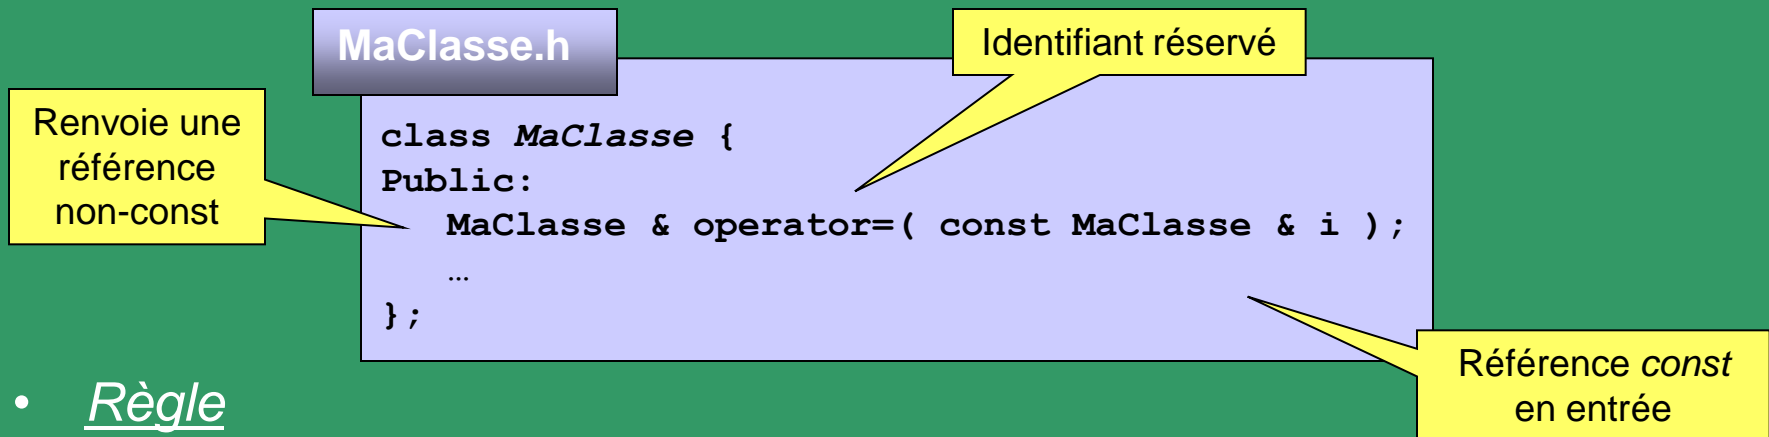 MaClasse.h
Identifiant réservé
Renvoie une
référence
non-const
class MaClasse {
Public:
MaClasse & operator=( const MaClasse & i );
…
};
Référence const
en entrée
• Règle